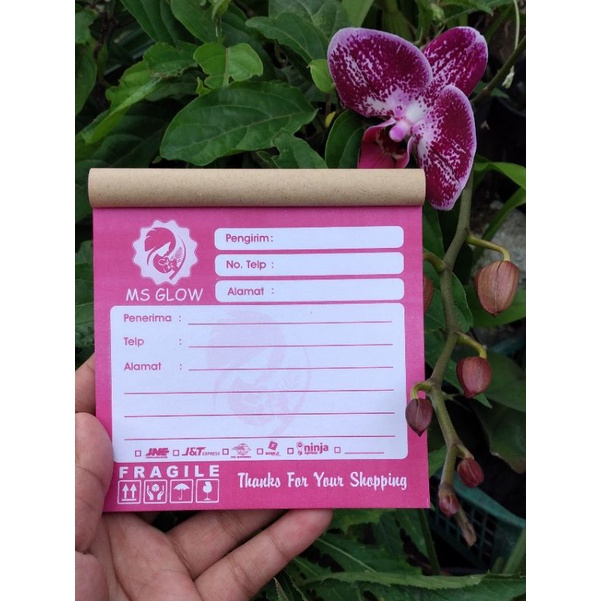 MS GLOW
Pengirim :
No. Telp :
Alamat :
Penerima :
Telp :
Alamat :
JNE J&T EXPRESS ninja
FRAGILE
Thanks For Your Shopping